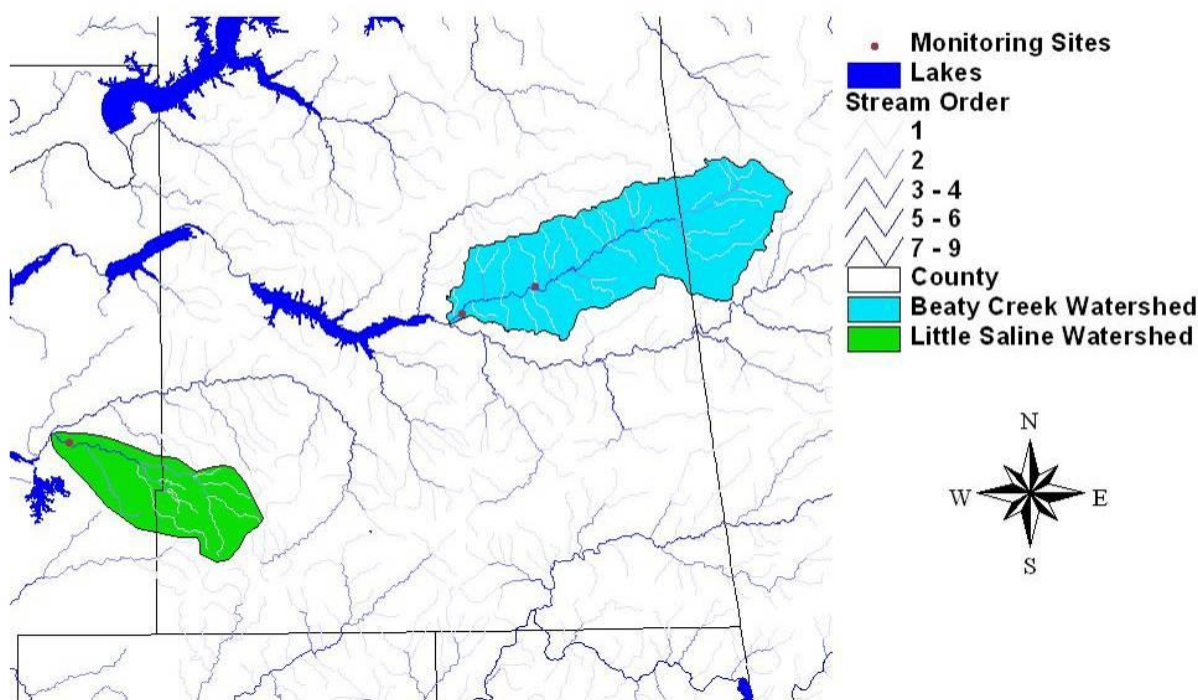 Monitoring Sites
Lakes
Stream Order
1
2
3 - 4
5 - 6
7 - 9
County
Beaty Creek Watershed
Little Saline Watershed
N
W
E
S